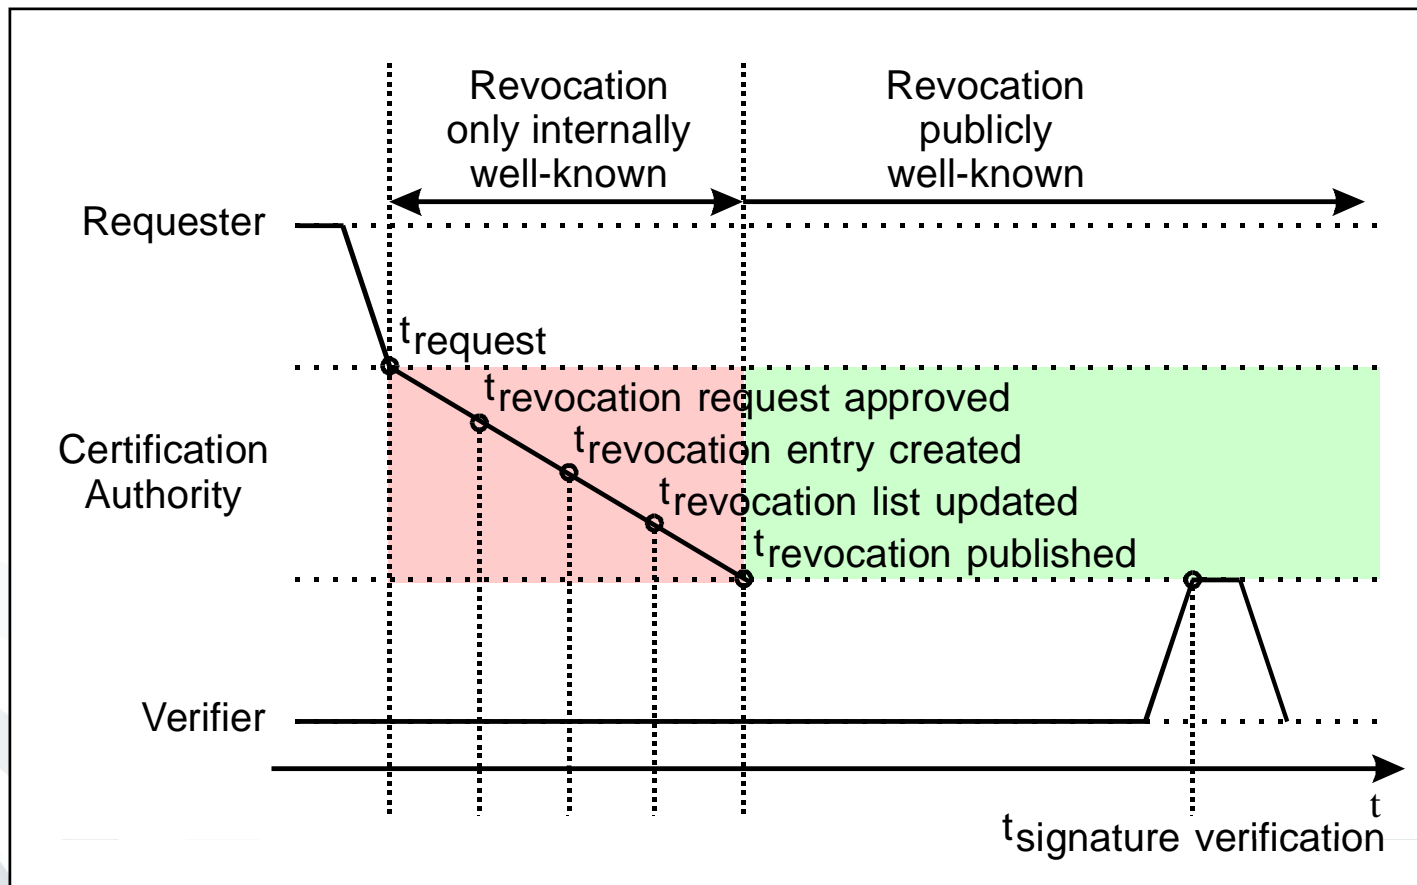 Revocation
only internally
well-known
Revocation
publicly
well-known
Requester
trequest
trevocation request approved
Certification
Authority
trevocation entry created
trevocation list updated
trevocation published
Verifier
t
tsignature verification